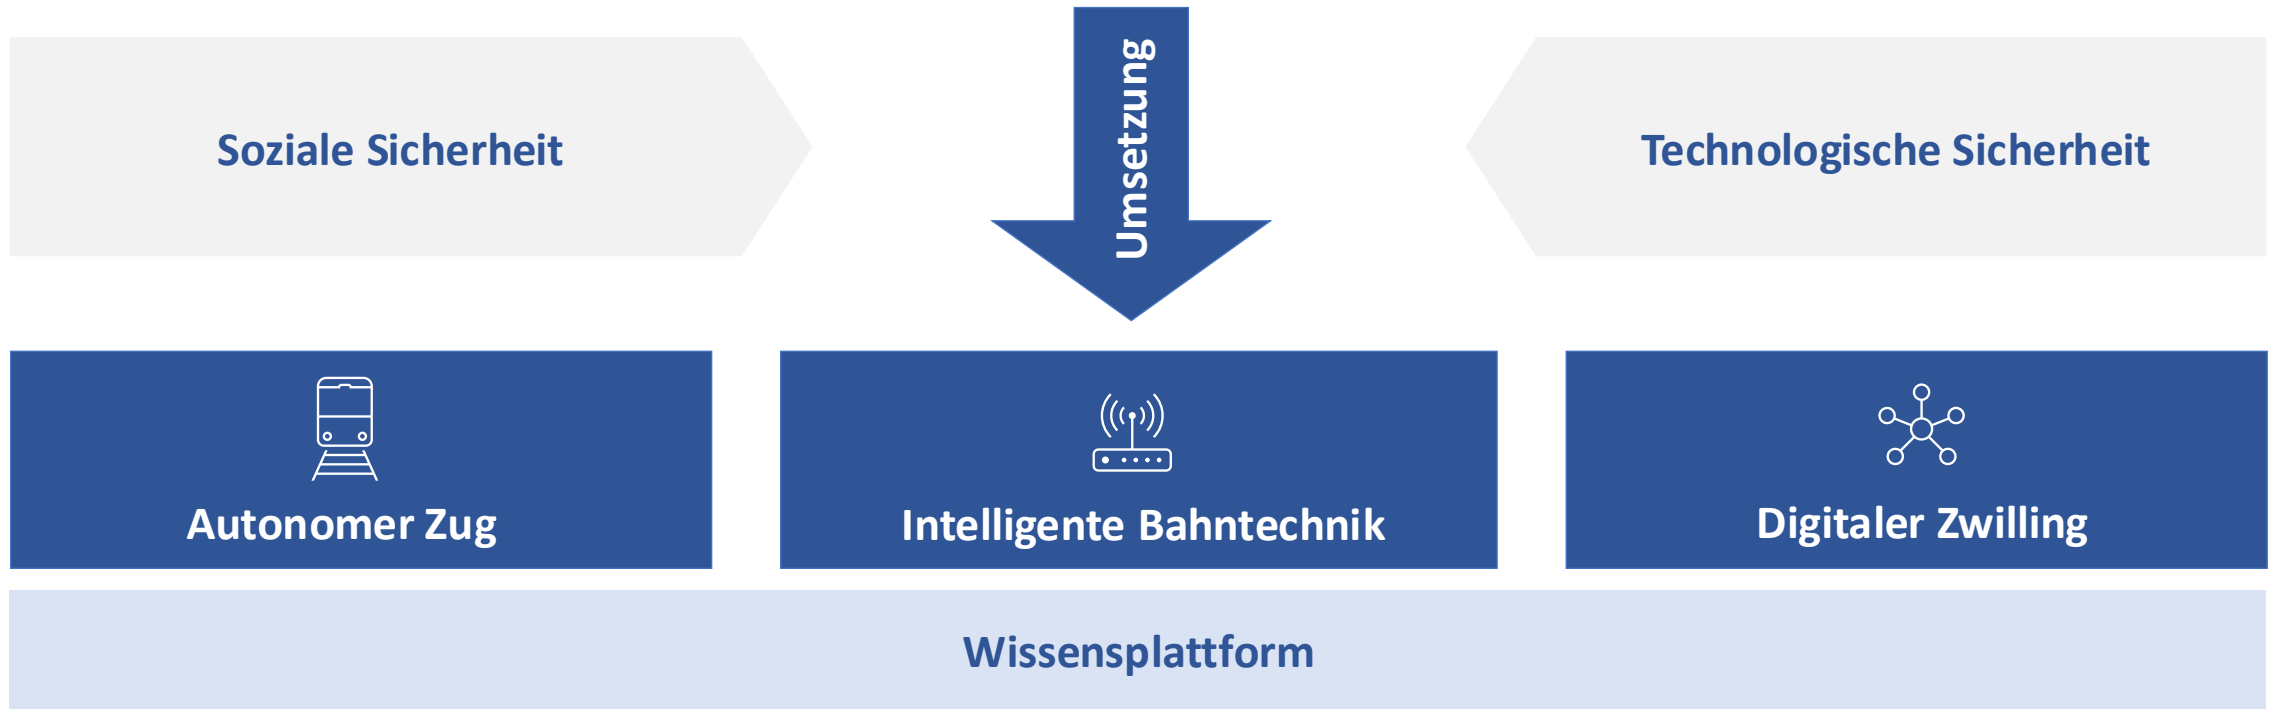 Soziale Sicherheit
Umsetzung
Technologische Sicherheit
Autonomer Zug
Intelligente Bahntechnik
Digitaler Zwilling
Wissensplattform